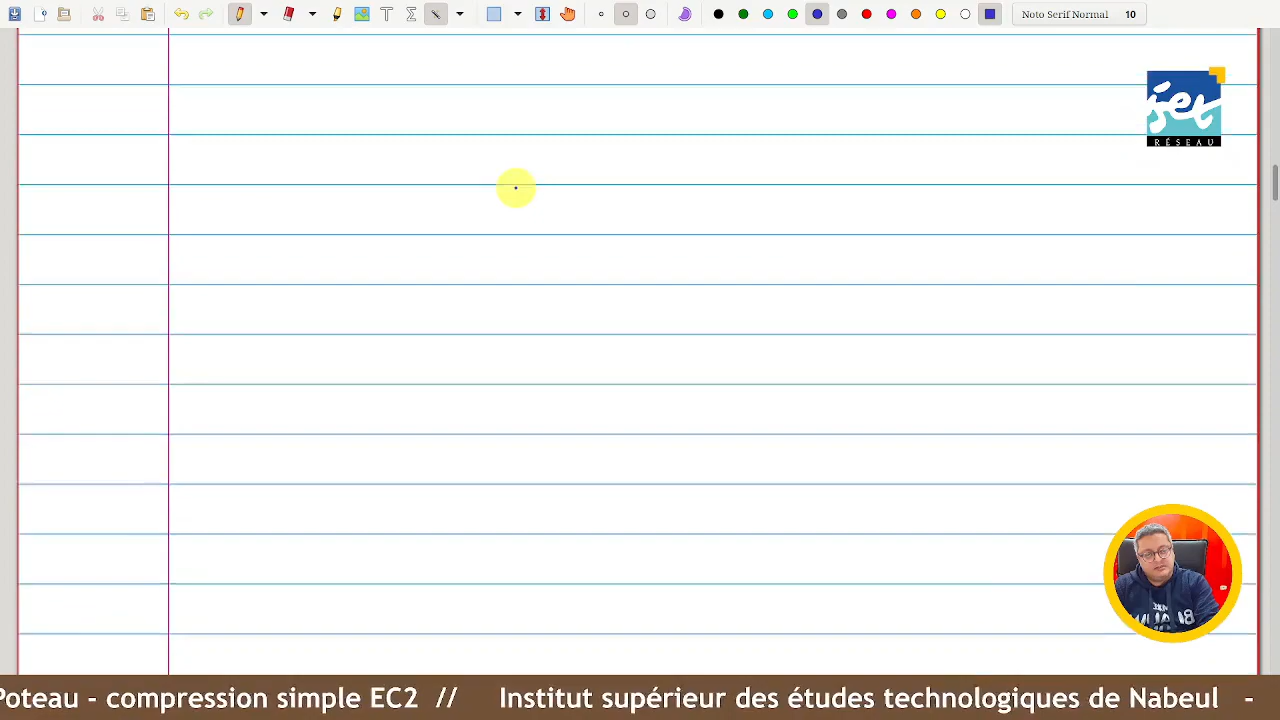 Noto Serif Normal 10
iset
RÉSEAU
Poteau - compression simple EC2 // Institut supérieur des études technologiques de Nabeul -